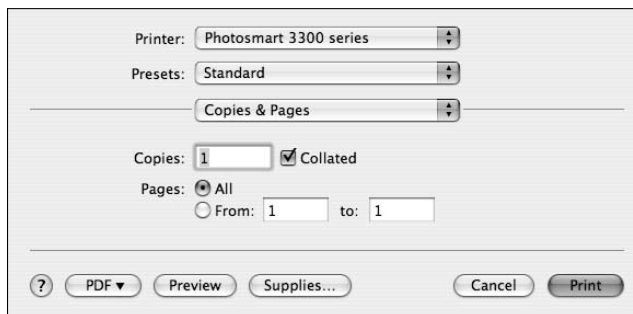 Printer: Photosmart 3300 series
Presets: Standard
Copies & Pages
Copies: 1 Collated
Pages: All
From: 1 to: 1
? PDF ▼ Preview Supplies... Cancel Print